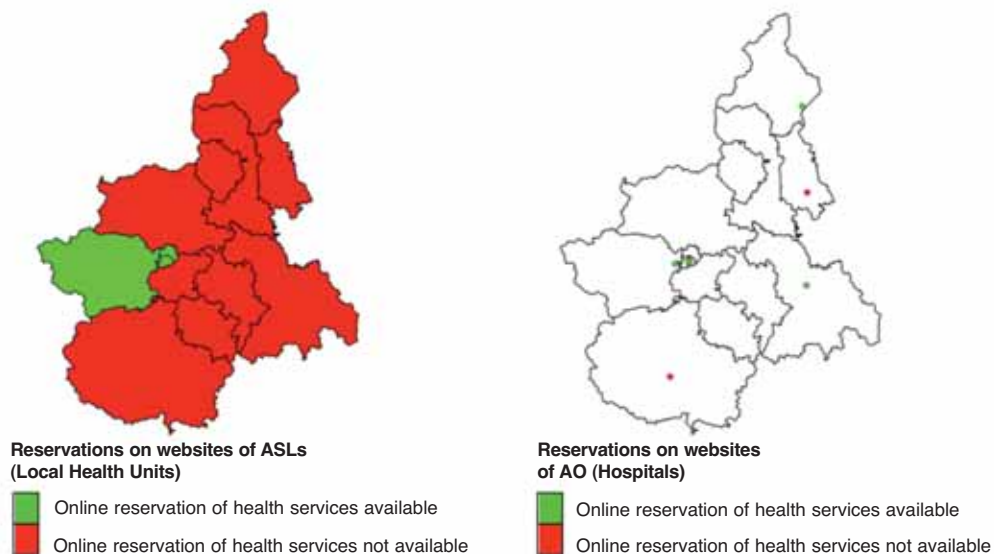 Reservations on websites of ASLs
(Local Health Units)
Online reservation of health services available
Online reservation of health services not available
Reservations on websites
of AO (Hospitals)
Online reservation of health services available
Online reservation of health services not available